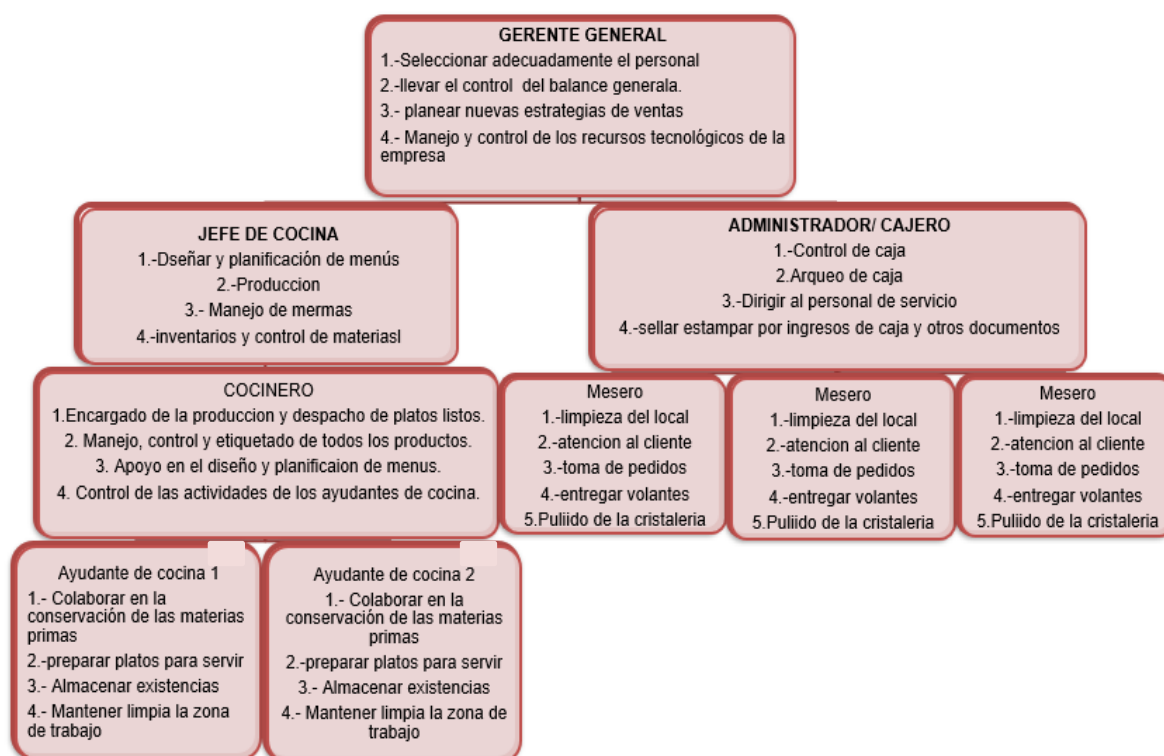 GERENTE GENERAL
1.-Seleccionar adecuadamente el personal
2.-llevar el control del balance generala.
3.- planear nuevas estrategias de ventas
4.- Manejo y control de los recursos tecnológicos de la
empresa
JEFE DE COCINA
1.-Dseñar y planificación de menús
2.-Produccion
3.- Manejo de mermas
4.-inventarios y control de materiasl
ADMINISTRADOR/ CAJERO
1.-Control de caja
2.Arqueo de caja
3.-Dirigir al personal de servicio
4.-sellar estampar por ingresos de caja y otros documentos
COCINERO
1.Encargado de la produccion y despacho de platos listos.
2. Manejo, control y etiquetado de todos los productos.
3. Apoyo en el diseño y planificaion de menus.
4. Control de las actividades de los ayudantes de cocina.
Mesero
1.-limpieza del local
2.-atencion al cliente
3.-toma de pedidos
4.-entregar volantes
5.Puliido de la cristaleria
Mesero
1.-limpieza del local
2.-atencion al cliente
3.-toma de pedidos
4.-entregar volantes
5.Puliido de la cristaleria
Mesero
1.-limpieza del local
2.-atencion al cliente
3.-toma de pedidos
4.-entregar volantes
5.Puliido de la cristaleria
Ayudante de cocina 1
1.- Colaborar en la
conservación de las materias
primas
2.-preparar platos para servir
3.- Almacenar existencias
4.- Mantener limpia la zona
de trabajo
Ayudante de cocina 2
1.- Colaborar en la
conservación de las materias
primas
2.-preparar platos para servir
3.- Almacenar existencias
4.- Mantener limpia la zona de
trabajo